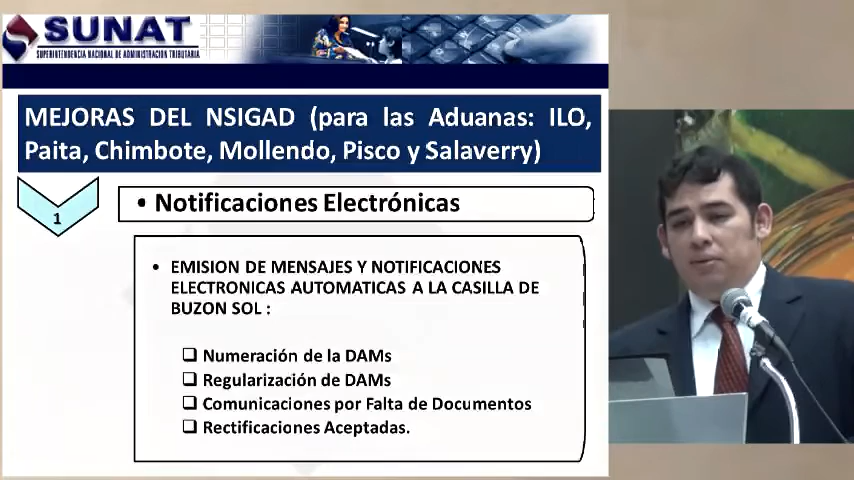 SUNAT
SUPERINTENDENCIA NACIONAL DE ADMINISTRACIÓN TRIBUTARIA
MEJORAS DEL NSIGAD (para las Aduanas: ILO,
Paita, Chimbote, Mollendo, Pisco y Salaverry)
1
• Notificaciones Electrónicas
• EMISION DE MENSAJES Y NOTIFICACIONES
ELECTRONICAS AUTOMATICAS A LA CASILLA DE
BUZON SOL :
❑ Numeración de la DAMs
❑ Regularización de DAMs
❑ Comunicaciones por Falta de Documentos
❑ Rectificaciones Aceptadas.